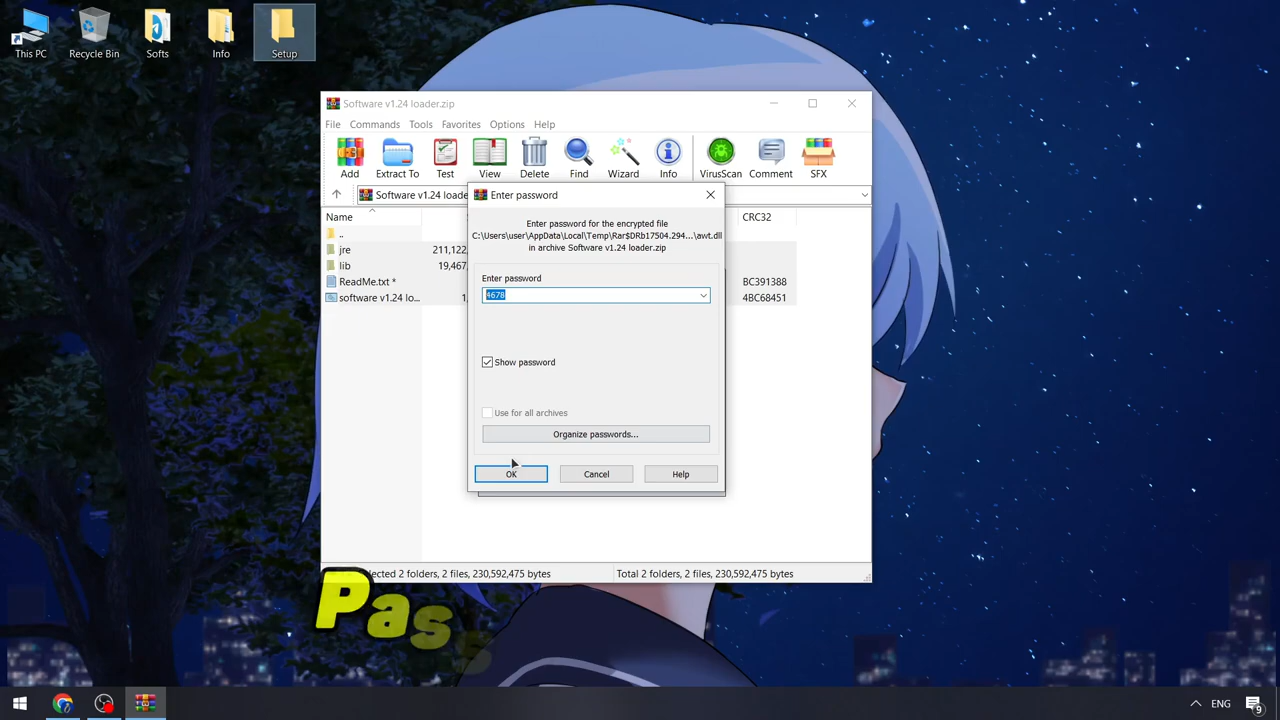 This PC
Recycle Bin
Softs
Info
Setup
Software v1.24 loader.zip
File Commands Tools Favorites Options Help
Add Extract To Test View Delete Find Wizard Info VirusScan Comment SFX
Software v1.24 loade
Name CRC32
..
jre 211,122,
lib 19,467,
ReadMe.txt * BC391388
software v1.24 lo... 1, 4BC68451
Enter password
Enter password for the encrypted file
C:\Users\user\AppData\Local\Temp\Rar$DRb17504.294...\awt.dll
in archive Software v1.24 loader.zip
Enter password
4678
Show password
Use for all archives
Organize passwords...
OK Cancel Help
lected 2 folders, 2 files, 230,592,475 bytes Total 2 folders, 2 files, 230,592,475 bytes
Pas
ENG
9